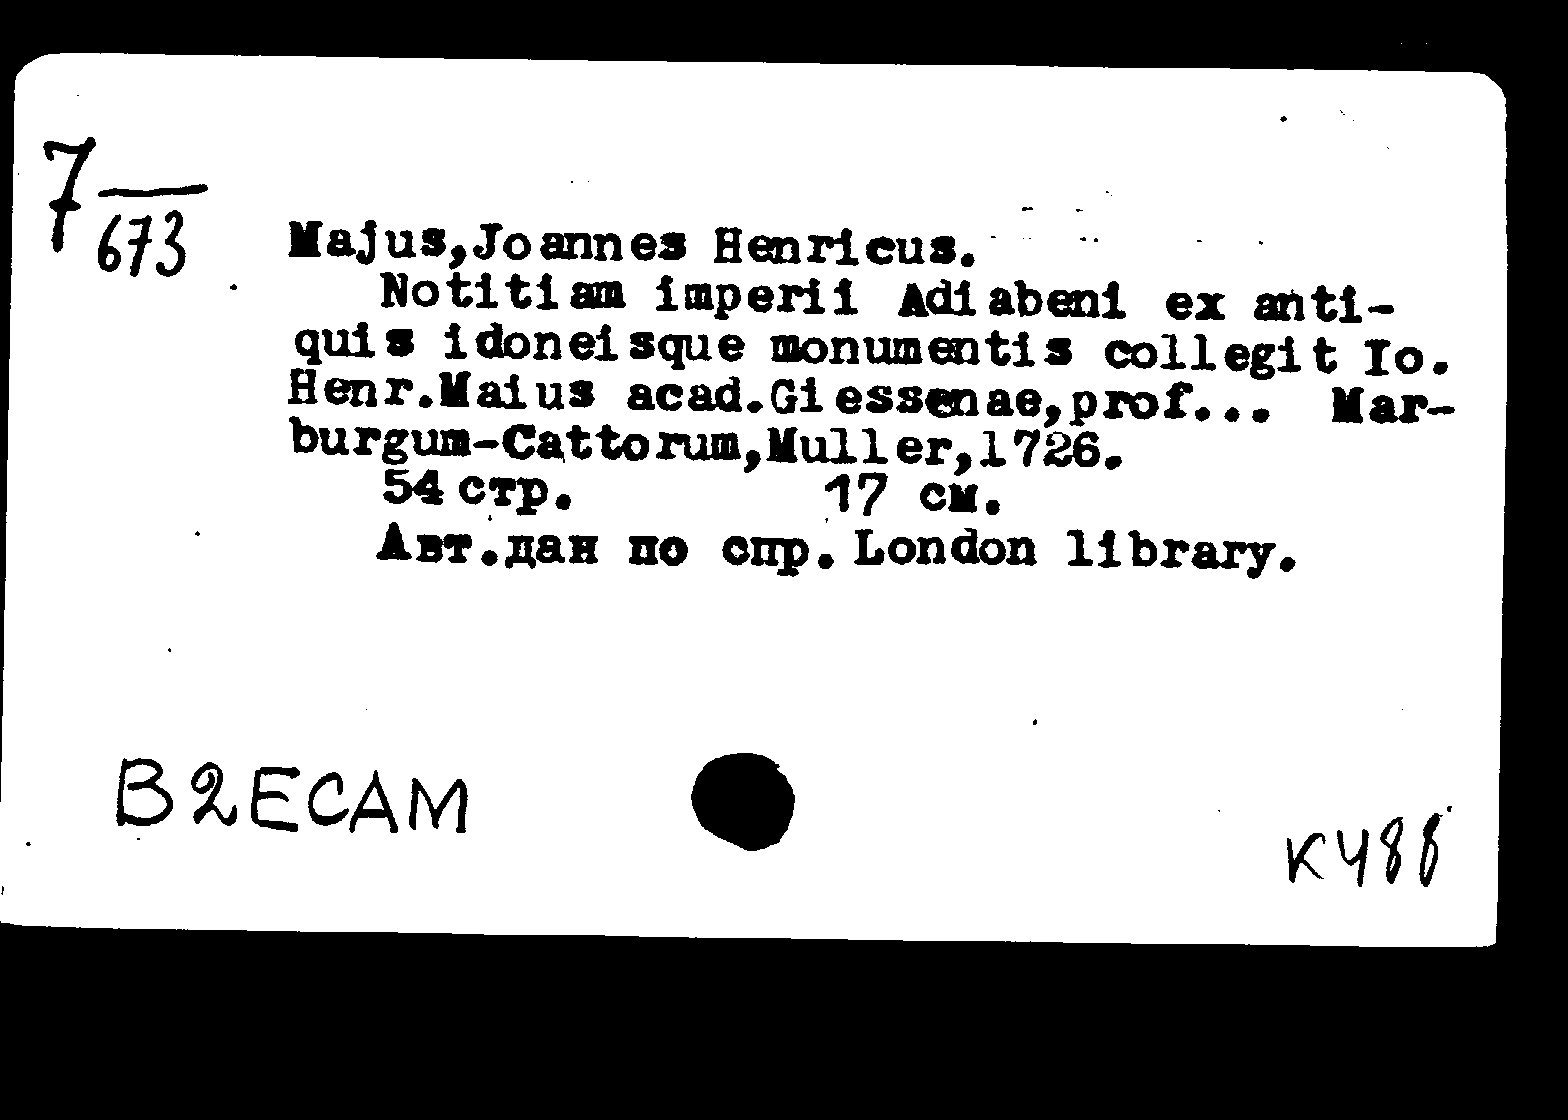 7
673
Majus,Joannes Henricus.
Notitiam imperii Adiabeni ex anti-
quis idoneisque monumentis collegit Io.
Henr.Maius acad.Giessenae,prof... Mar-
burgum-Cattorum,Muller,1726.
54 стр. 17 см.
Авт.дан по спр. London library.
B2ECAM
К488